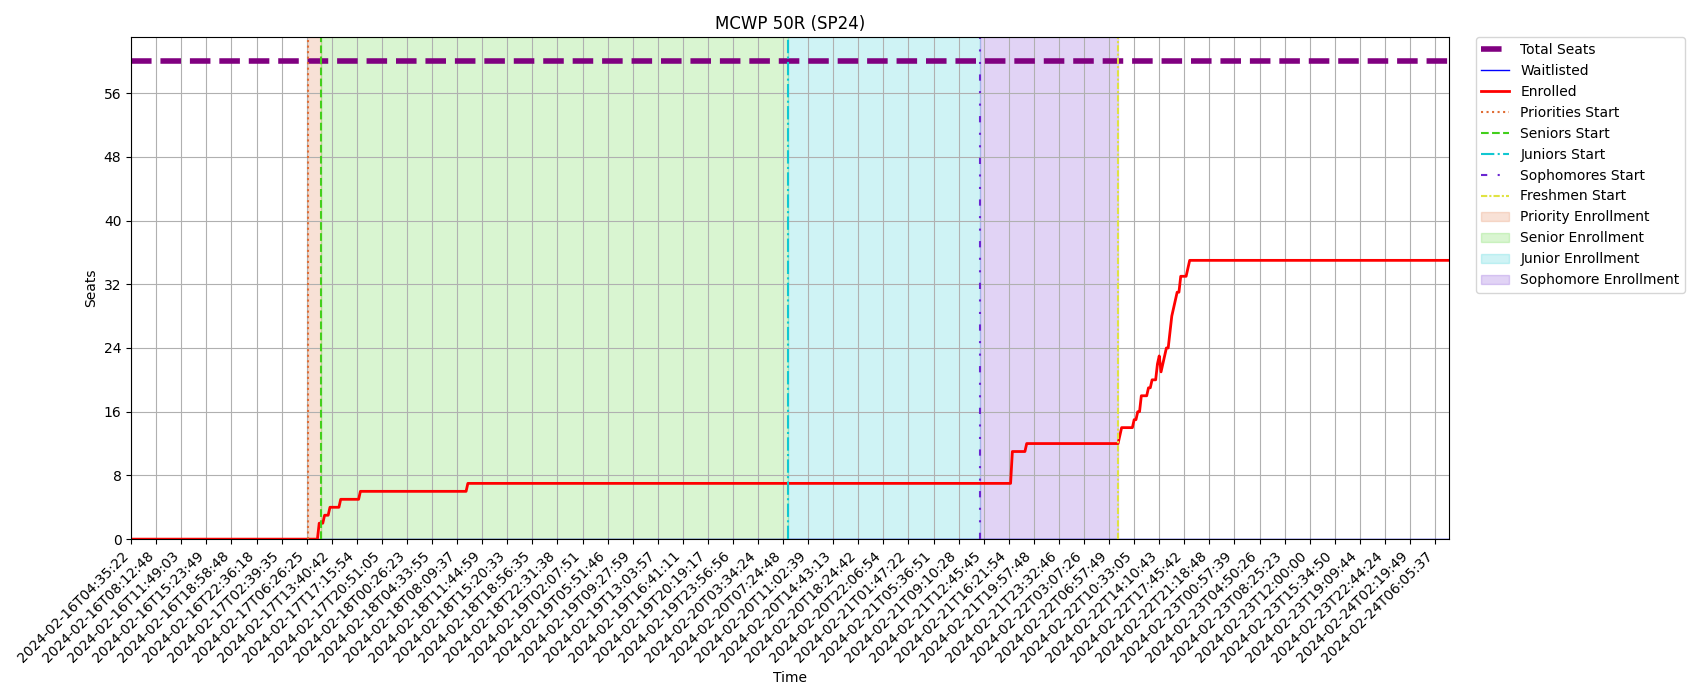 MCWP 50R (SP24)
Seats
56
48
40
32
24
16
8
0
2024-02-16T04:35:22
2024-02-16T08:12:48
2024-02-16T11:49:03
2024-02-16T15:23:49
2024-02-16T18:58:48
2024-02-16T22:36:18
2024-02-17T02:39:35
2024-02-17T06:26:25
2024-02-17T13:40:42
2024-02-17T17:15:54
2024-02-17T20:51:05
2024-02-18T00:26:23
2024-02-18T04:33:55
2024-02-18T08:09:37
2024-02-18T11:44:59
2024-02-18T15:20:33
2024-02-18T18:56:35
2024-02-18T22:31:38
2024-02-19T02:07:51
2024-02-19T05:51:46
2024-02-19T09:27:59
2024-02-19T13:03:57
2024-02-19T16:41:11
2024-02-19T20:19:17
2024-02-19T23:56:56
2024-02-20T03:34:24
2024-02-20T07:24:48
2024-02-20T11:02:39
2024-02-20T14:43:13
2024-02-20T18:24:42
2024-02-20T22:06:54
2024-02-21T01:47:22
2024-02-21T05:36:51
2024-02-21T09:10:28
2024-02-21T12:45:45
2024-02-21T16:21:54
2024-02-21T19:57:48
2024-02-21T23:32:46
2024-02-22T03:07:26
2024-02-22T06:57:49
2024-02-22T10:33:05
2024-02-22T14:10:43
2024-02-22T17:45:42
2024-02-22T21:18:48
2024-02-23T00:57:39
2024-02-23T04:50:26
2024-02-23T08:25:23
2024-02-23T12:00:00
2024-02-23T15:34:50
2024-02-23T19:09:44
2024-02-23T22:44:24
2024-02-24T02:19:49
2024-02-24T06:05:37
Time
Total Seats
Waitlisted
Enrolled
Priorities Start
Seniors Start
Juniors Start
Sophomores Start
Freshmen Start
Priority Enrollment
Senior Enrollment
Junior Enrollment
Sophomore Enrollment